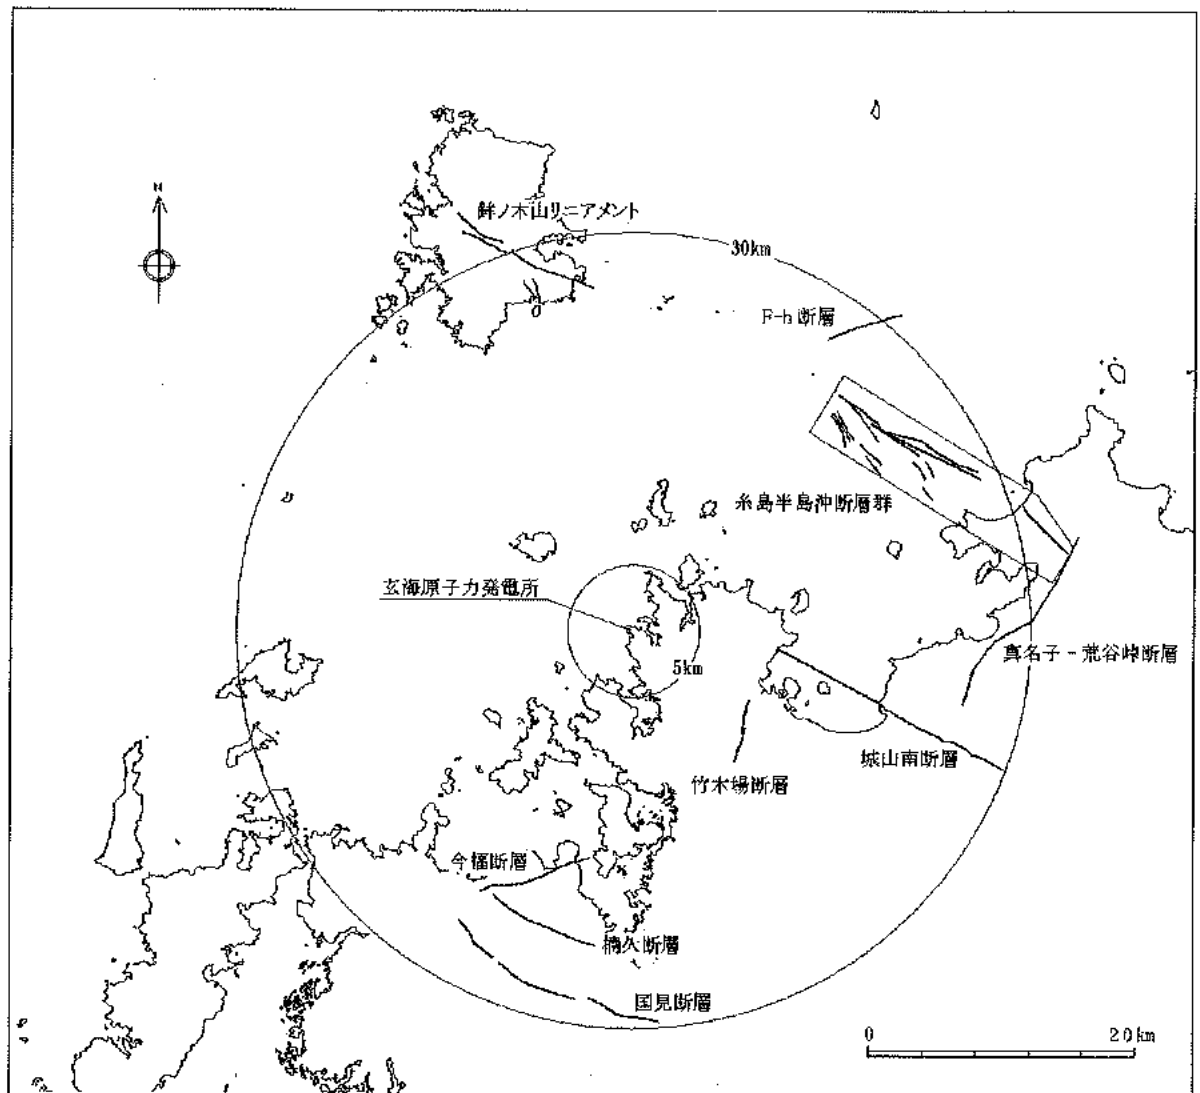 N
鉾ノ木山リニアメント
30km
F-h断層
糸島半島沖断層群
玄海原子力発電所
5km
真名子-荒谷峠断層
城山南断層
竹木場断層
今福断層
楠久断層
国見断層
0 20km